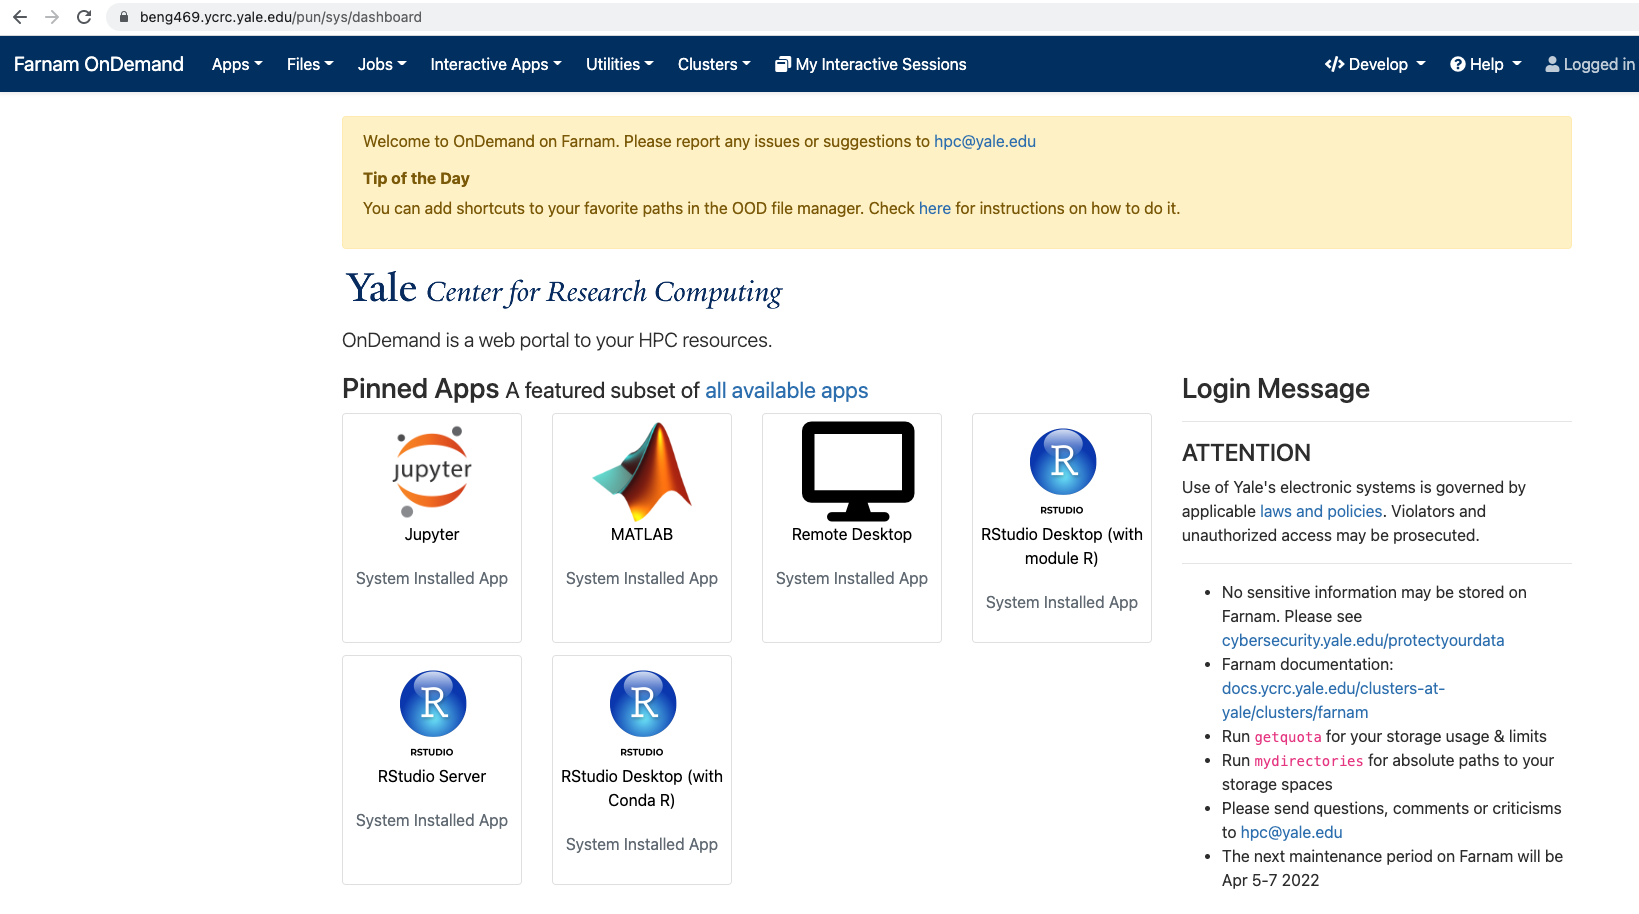 beng469.ycrc.yale.edu/pun/sys/dashboard
Farnam OnDemand Apps Files Jobs Interactive Apps Utilities Clusters My Interactive Sessions </> Develop Help Logged in
Welcome to OnDemand on Farnam. Please report any issues or suggestions to hpc@yale.edu
Tip of the Day
You can add shortcuts to your favorite paths in the OOD file manager. Check here for instructions on how to do it.
Yale Center for Research Computing
OnDemand is a web portal to your HPC resources.
Pinned Apps A featured subset of all available apps
jupyter
Jupyter
System Installed App
MATLAB
System Installed App
Remote Desktop
System Installed App
R
RSTUDIO
RStudio Desktop (with
module R)
System Installed App
R
RSTUDIO
RStudio Server
System Installed App
R
RSTUDIO
RStudio Desktop (with
Conda R)
System Installed App
Login Message
ATTENTION
Use of Yale's electronic systems is governed by
applicable laws and policies. Violators and
unauthorized access may be prosecuted.
• No sensitive information may be stored on
Farnam. Please see
cybersecurity.yale.edu/protectyourdata
• Farnam documentation:
docs.ycrc.yale.edu/clusters-at-
yale/clusters/farnam
• Run getquota for your storage usage & limits
• Run mydirectories for absolute paths to your
storage spaces
• Please send questions, comments or criticisms
to hpc@yale.edu
• The next maintenance period on Farnam will be
Apr 5-7 2022